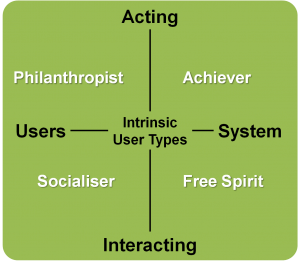 Acting
Philanthropist
Achiever
Users
Intrinsic
User Types
System
Socialiser
Free Spirit
Interacting